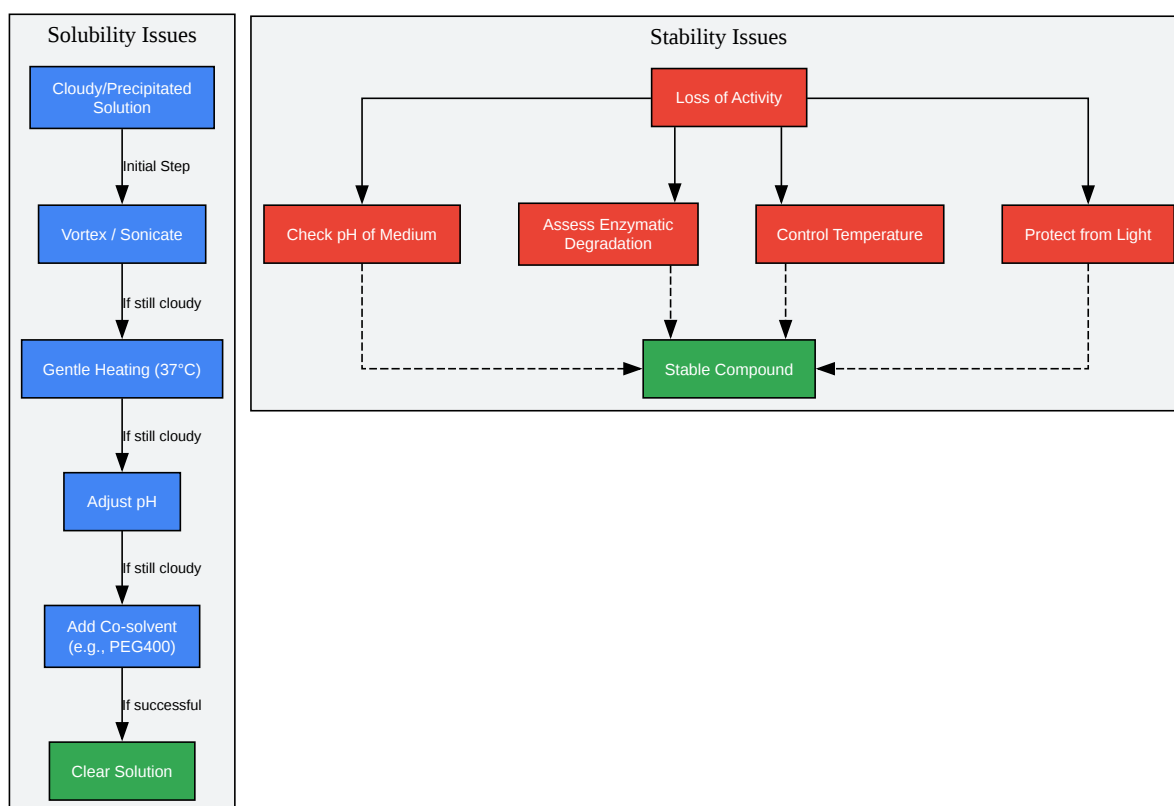 Solubility Issues
Cloudy/Precipitated
Solution
Initial Step
Vortex / Sonicate
If still cloudy
Gentle Heating (37°C)
If still cloudy
Adjust pH
If still cloudy
Add Co-solvent
(e.g., PEG400)
If successful
Clear Solution
Stability Issues
Loss of Activity
Check pH of Medium
Assess Enzymatic
Degradation
Control Temperature
Protect from Light
Stable Compound